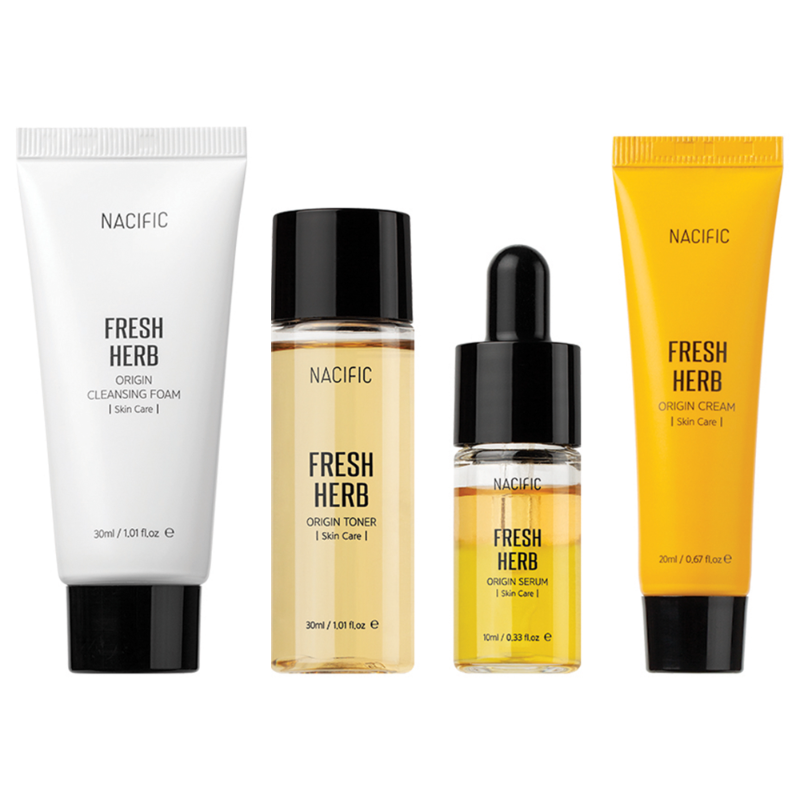 NACIFIC
FRESH
HERB
ORIGIN
CLEANSING FOAM
| Skin Care |
30ml / 1.01 fl.oz ℮
NACIFIC
FRESH
HERB
ORIGIN TONER
| Skin Care |
30ml / 1.01 fl.oz ℮
NACIFIC
FRESH
HERB
ORIGIN SERUM
| Skin Care |
10ml / 0.33 fl.oz ℮
NACIFIC
FRESH
HERB
ORIGIN CREAM
| Skin Care |
20ml / 0.67 fl.oz ℮